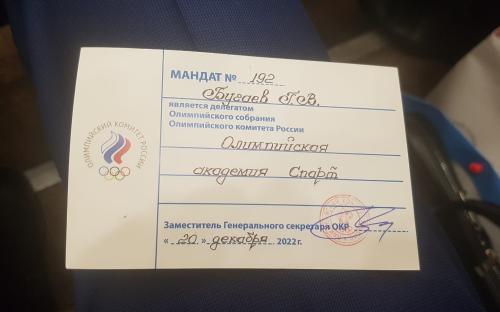 ОЛИМПИЙСКИЙ КОМИТЕТ РОССИИ
МАНДАТ № 192
Бугаев Г.В.
является делегатом
Олимпийского собрания
Олимпийского комитета России
Олимпийская
академия Спорт
Заместитель Генерального секретаря ОКР
« 20 » декабря 2022 г.